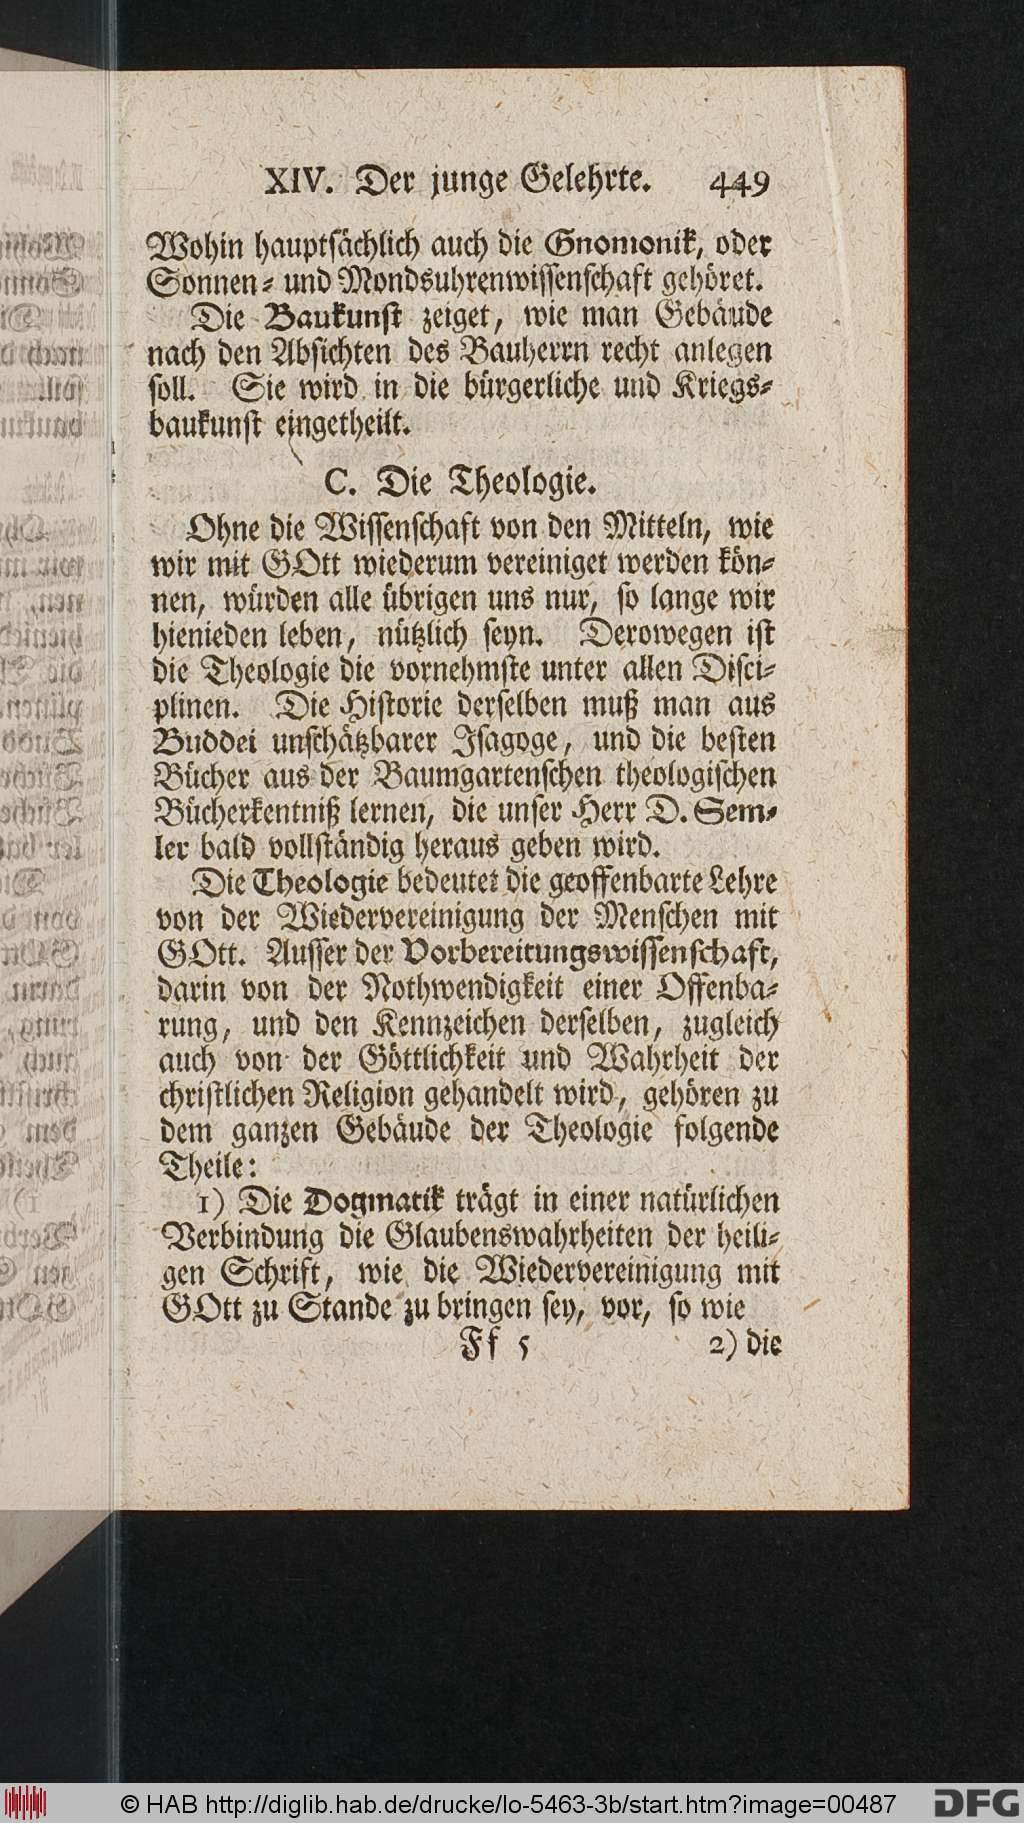 XIV. Der junge Gelehrte. 449
Wohin hauptsächlich auch die Gnomonik, oder
Sonnen- und Mondsuhrenwissenschaft gehöret.
Die Baukunst zeiget, wie man Gebäude
nach den Absichten des Bauherrn recht anlegen
soll. Sie wird in die bürgerliche und Kriegs-
baukunst eingetheilt.
C. Die Theologie.
Ohne die Wissenschaft von den Mitteln, wie
wir mit GOtt wiederum vereiniget werden kön-
nen, würden alle übrigen uns nur, so lange wir
hienieden leben, nützlich seyn. Derowegen ist
die Theologie die vornehmste unter allen Disci-
plinen. Die Historie derselben muß man aus
Buddei unschätzbarer Isagoge, und die besten
Bücher aus der Baumgartenschen theologischen
Bücherkentniß lernen, die unser Herr D. Sem-
ler bald vollständig heraus geben wird.
Die Theologie bedeutet die geoffenbarte Lehre
von der Wiedervereinigung der Menschen mit
GOtt. Ausser der Vorbereitungswissenschaft,
darin von der Nothwendigkeit einer Offenba-
rung, und den Kennzeichen derselben, zugleich
auch von der Göttlichkeit und Wahrheit der
christlichen Religion gehandelt wird, gehören zu
dem ganzen Gebäude der Theologie folgende
Theile:
1) Die Dogmatik trägt in einer natürlichen
Verbindung die Glaubenswahrheiten der heili-
gen Schrift, wie die Wiedervereinigung mit
GOtt zu Stande zu bringen sey, vor, so wie
Ff 5 2) die
© HAB http://diglib.hab.de/drucke/lo-5463-3b/start.htm?image=00487 DFG